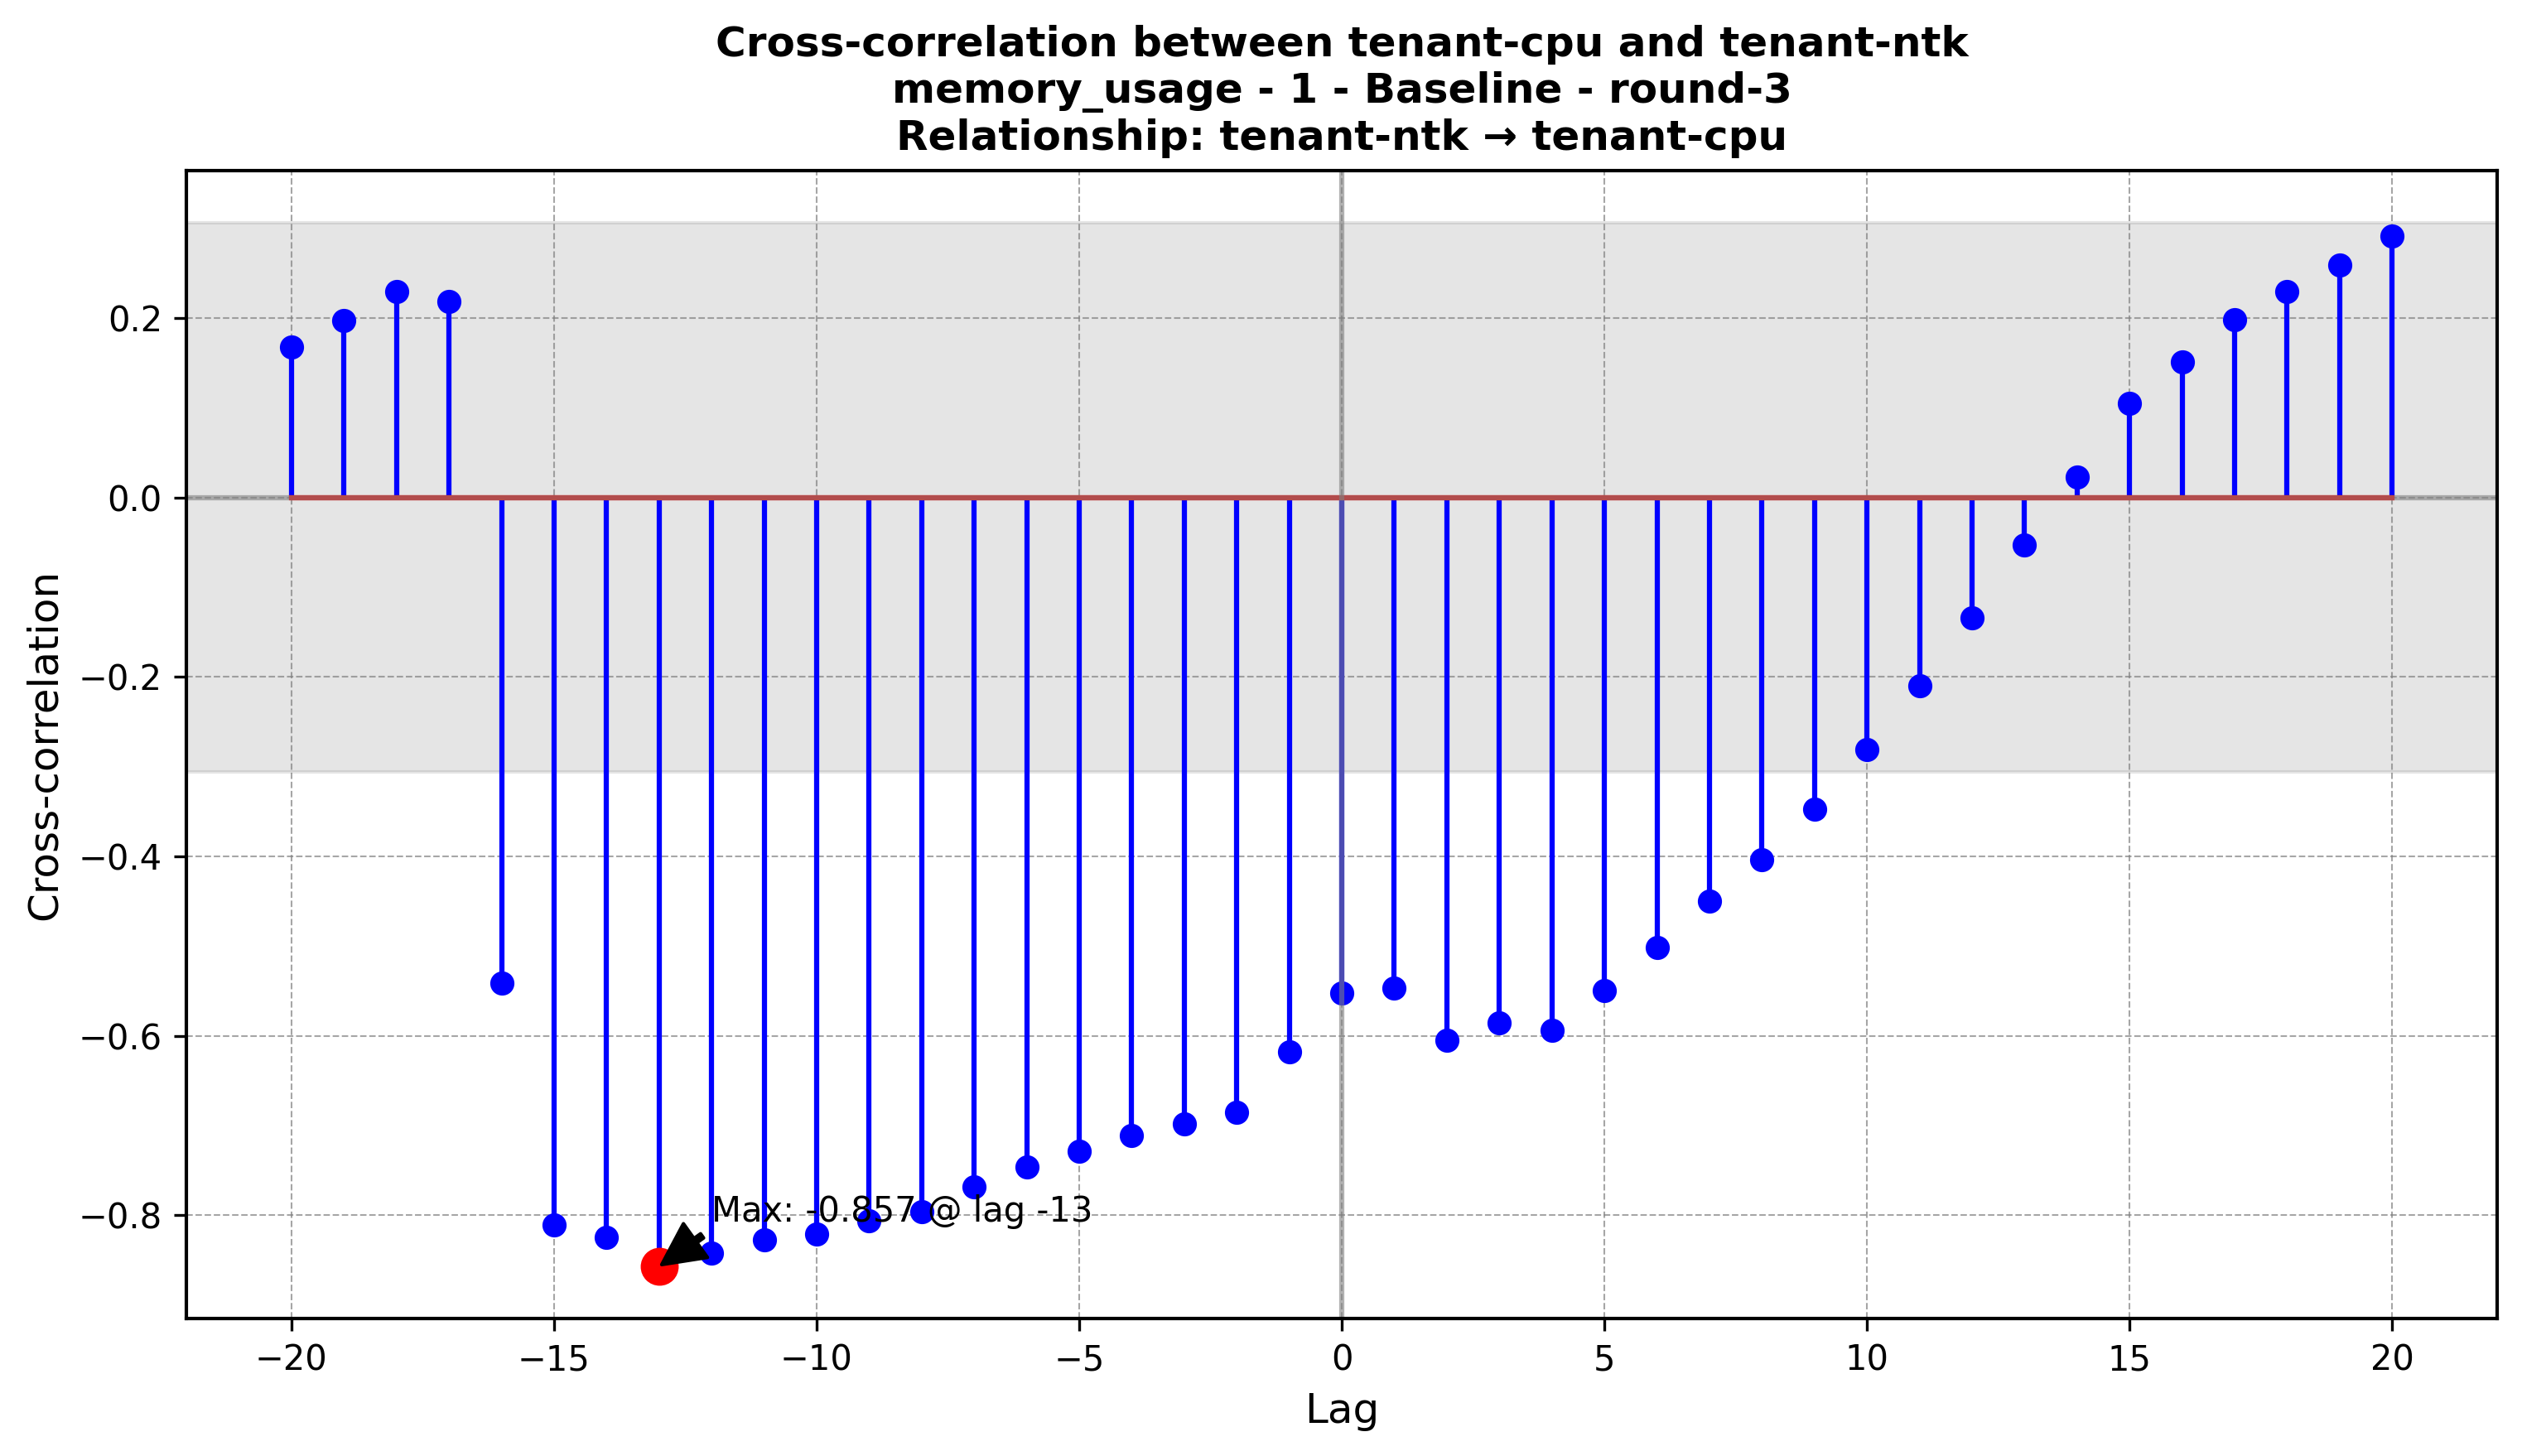 Cross-correlation between tenant-cpu and tenant-ntk
memory_usage - 1 - Baseline - round-3
Relationship: tenant-ntk → tenant-cpu
Cross-correlation
0.2
0.0
−0.2
−0.4
−0.6
−0.8
Max: -0.857 @ lag -13
−20
−15
−10
−5
0
5
10
15
20
Lag